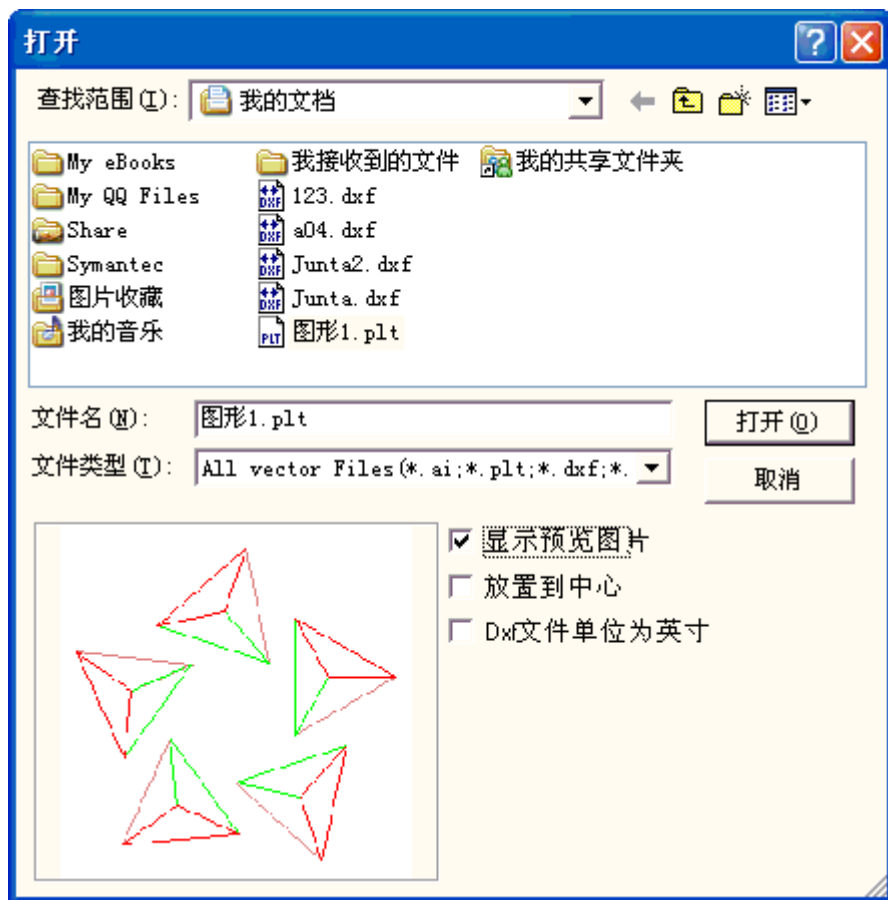 打开
查找范围(I): 我的文档
My eBooks 我接收到的文件 我的共享文件夹
My QQ Files 123.dxf
Share a04.dxf
Symantec Junta2.dxf
图片收藏 Junta.dxf
我的音乐 图形1.plt
文件名(N): 图形1.plt 打开(O)
文件类型(T): All vector Files(*.ai;*.plt;*.dxf;*. 取消
显示预览图片
放置到中心
Dxf文件单位为英寸